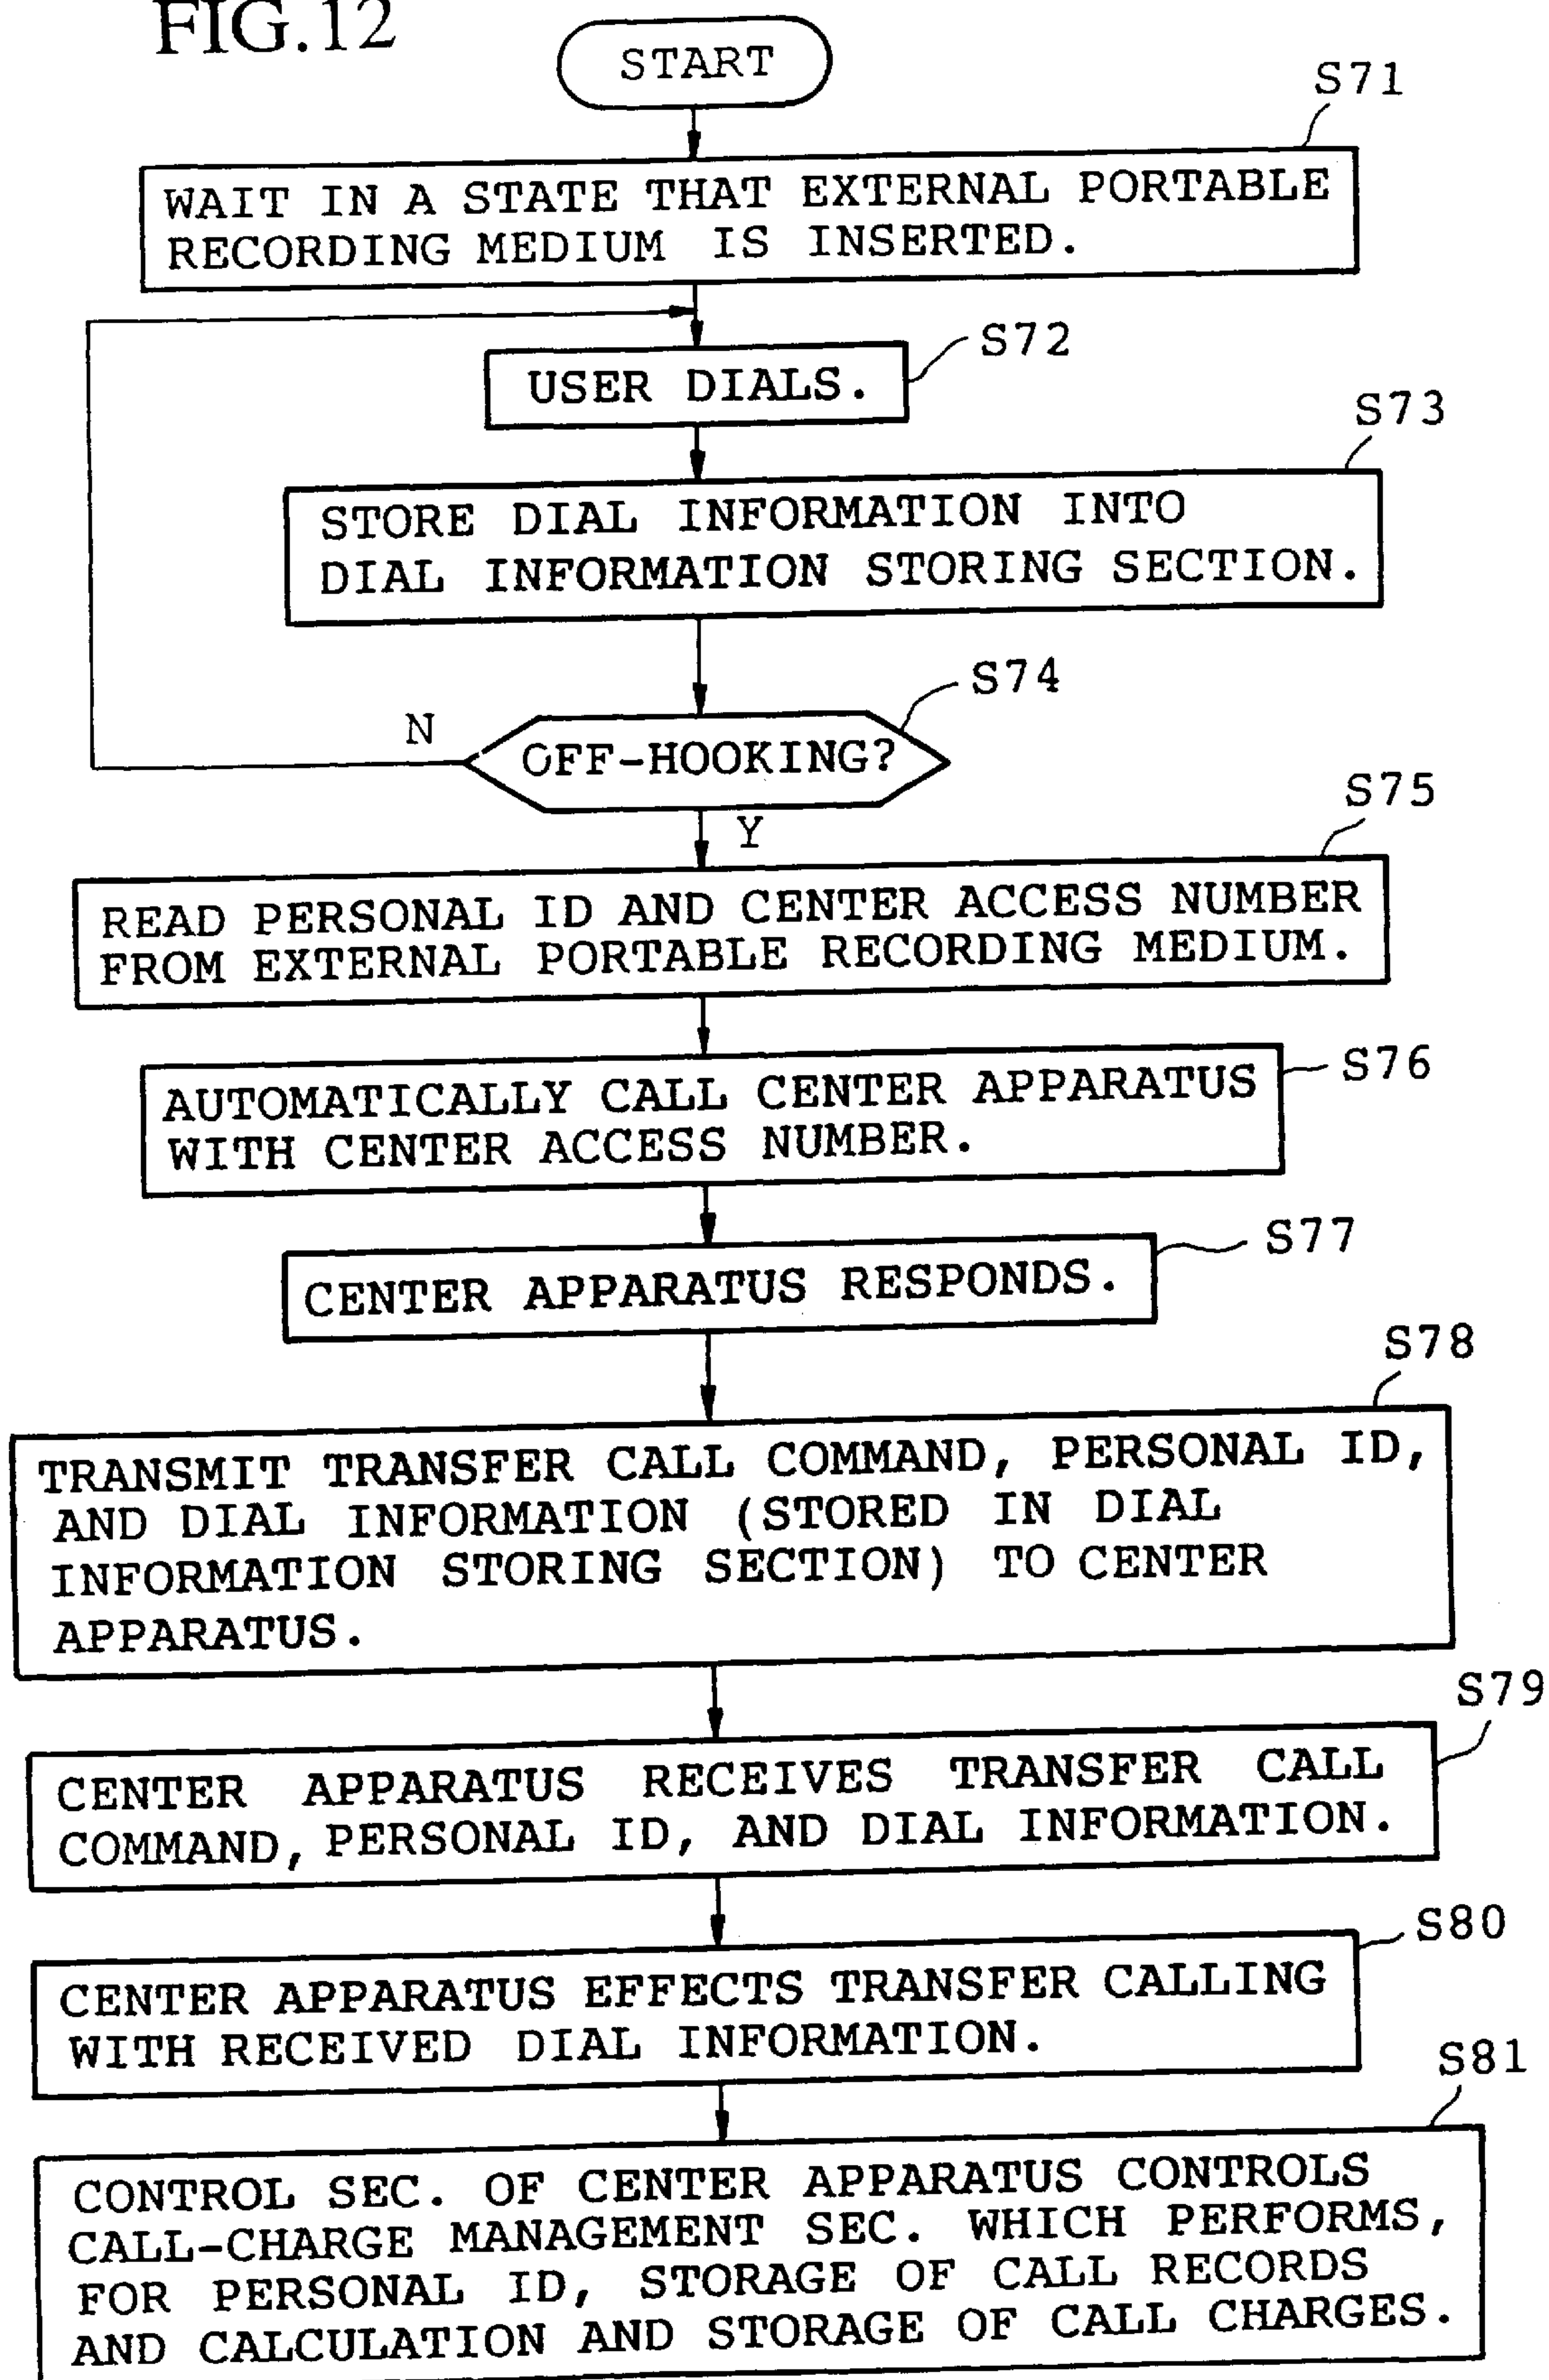 FIG.12
START
S71
WAIT IN A STATE THAT EXTERNAL PORTABLE
RECORDING MEDIUM IS INSERTED.
S72
USER DIALS.
S73
STORE DIAL INFORMATION INTO
DIAL INFORMATION STORING SECTION.
S74
N
OFF-HOOKING?
Y
S75
READ PERSONAL ID AND CENTER ACCESS NUMBER
FROM EXTERNAL PORTABLE RECORDING MEDIUM.
S76
AUTOMATICALLY CALL CENTER APPARATUS
WITH CENTER ACCESS NUMBER.
S77
CENTER APPARATUS RESPONDS.
S78
TRANSMIT TRANSFER CALL COMMAND, PERSONAL ID,
AND DIAL INFORMATION (STORED IN DIAL
INFORMATION STORING SECTION) TO CENTER
APPARATUS.
S79
CENTER APPARATUS RECEIVES TRANSFER CALL
COMMAND, PERSONAL ID, AND DIAL INFORMATION.
S80
CENTER APPARATUS EFFECTS TRANSFER CALLING
WITH RECEIVED DIAL INFORMATION.
S81
CONTROL SEC. OF CENTER APPARATUS CONTROLS
CALL-CHARGE MANAGEMENT SEC. WHICH PERFORMS,
FOR PERSONAL ID, STORAGE OF CALL RECORDS
AND CALCULATION AND STORAGE OF CALL CHARGES.